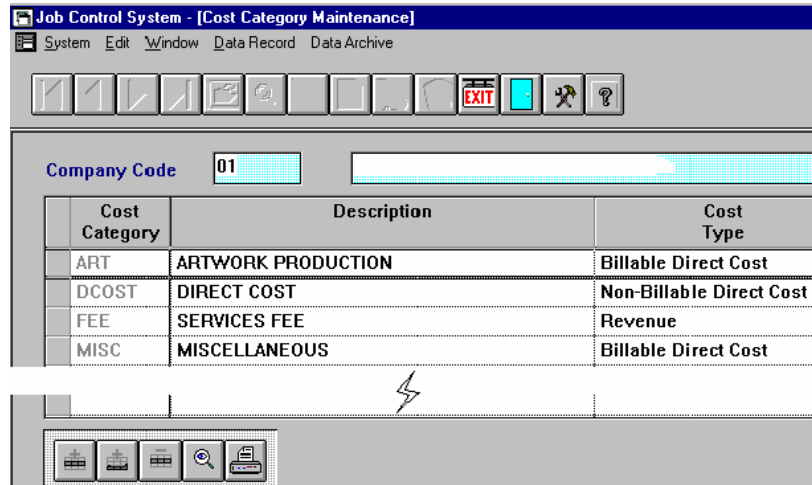 Job Control System - [Cost Category Maintenance]
System Edit Window Data Record Data Archive
EXIT ?
Company Code 01
Cost Category Description Cost Type
ART ARTWORK PRODUCTION Billable Direct Cost
DCOST DIRECT COST Non-Billable Direct Cost
FEE SERVICES FEE Revenue
MISC MISCELLANEOUS Billable Direct Cost